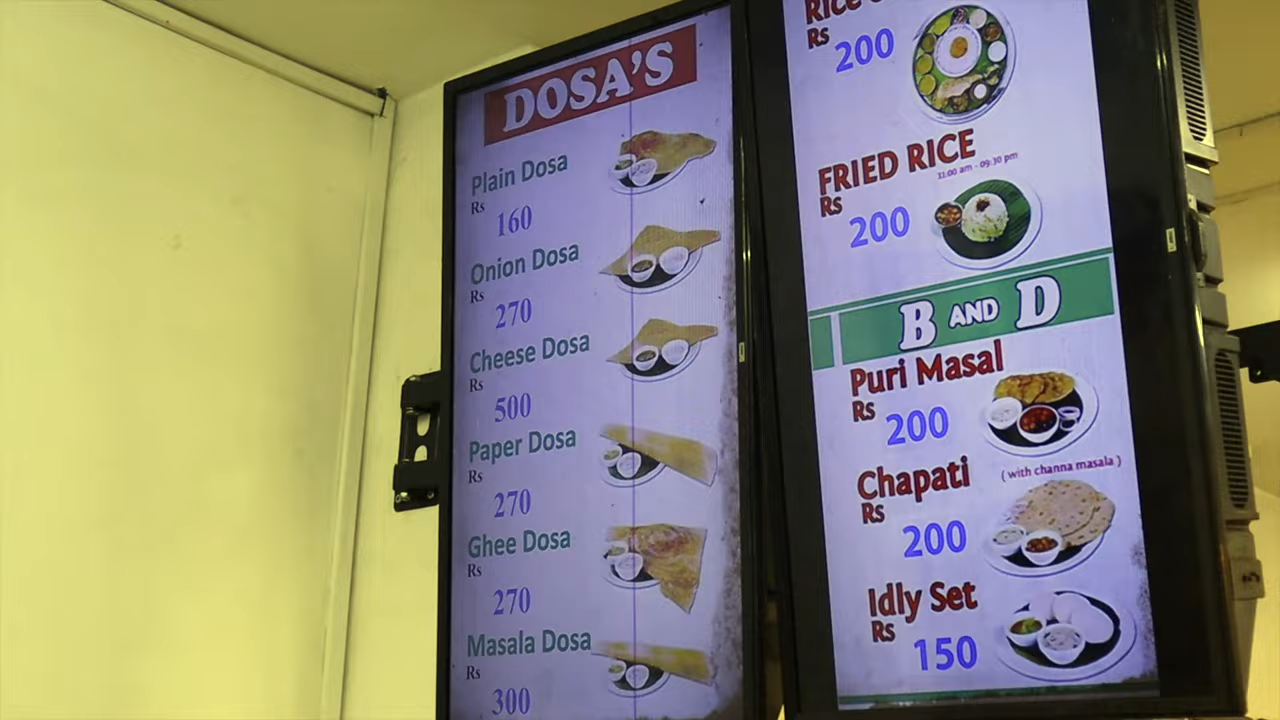 DOSA'S
Plain Dosa
Rs
160
Onion Dosa
Rs
270
Cheese Dosa
Rs
500
Paper Dosa
Rs
270
Ghee Dosa
Rs
270
Masala Dosa
Rs
300
Rice
Rs
200
FRIED RICE
11:00 am - 09:30 pm
Rs
200
B AND D
Puri Masal
Rs
200
Chapati ( with channa masala )
Rs
200
Idly Set
Rs
150